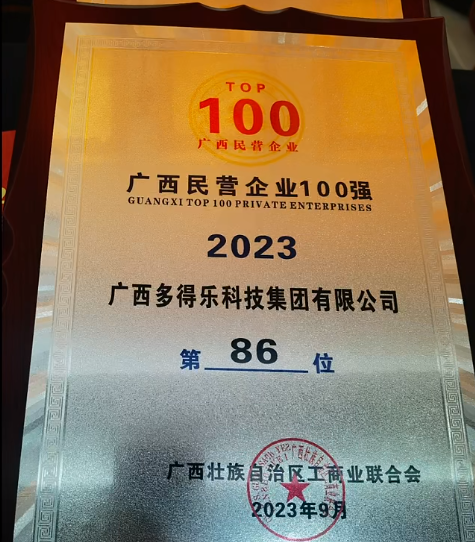 TOP
100
广西民营企业
广西民营企业100强
GUANGXI TOP 100 PRIVATE ENTERPRISES
2023
广西多得乐科技集团有限公司
第 86 位
广西壮族自治区工商业联合会
2023年9月